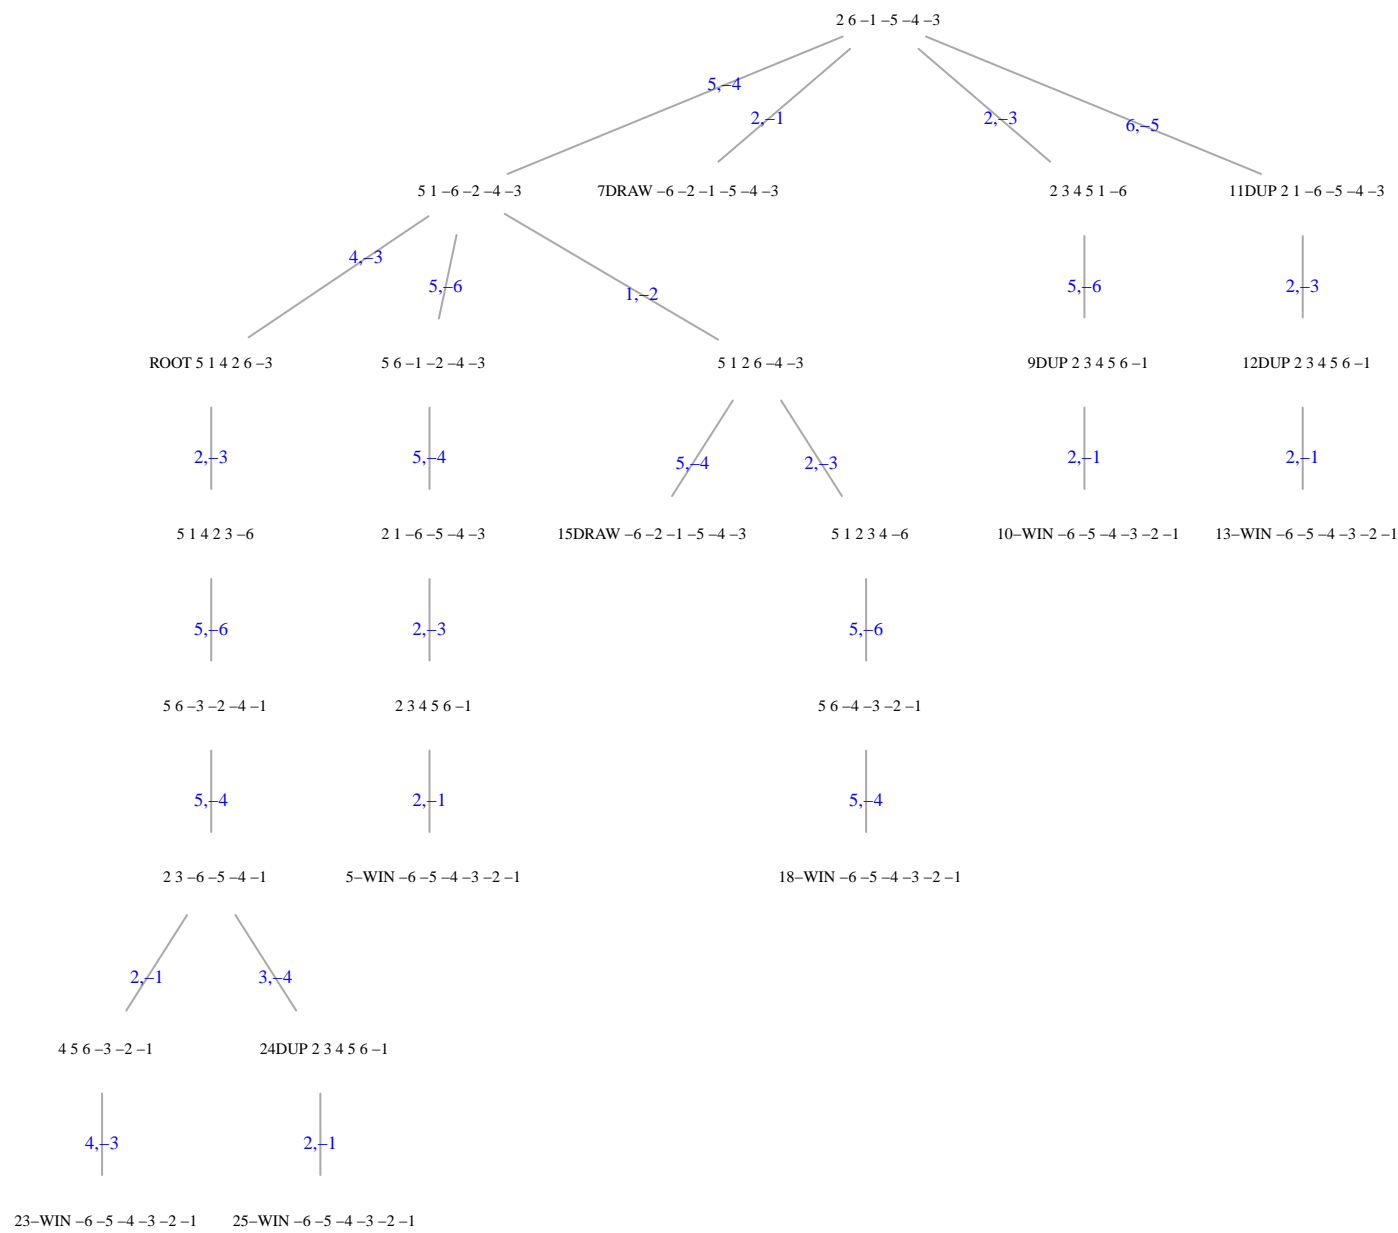 2 6 –1 –5 –4 –3
5,–4
2,–1
2,–3
6,–5
5 1 –6 –2 –4 –3
7DRAW –6 –2 –1 –5 –4 –3
2 3 4 5 1 –6
11DUP 2 1 –6 –5 –4 –3
4,–3
5,–6
1,–2
5,–6
2,–3
ROOT 5 1 4 2 6 –3
5 6 –1 –2 –4 –3
5 1 2 6 –4 –3
9DUP 2 3 4 5 6 –1
12DUP 2 3 4 5 6 –1
2,–3
5,–4
5,–4
2,–3
2,–1
2,–1
5 1 4 2 3 –6
2 1 –6 –5 –4 –3
15DRAW –6 –2 –1 –5 –4 –3
5 1 2 3 4 –6
10–WIN –6 –5 –4 –3 –2 –1
13–WIN –6 –5 –4 –3 –2 –1
5,–6
2,–3
5,–6
5 6 –3 –2 –4 –1
2 3 4 5 6 –1
5 6 –4 –3 –2 –1
5,–4
2,–1
5,–4
2 3 –6 –5 –4 –1
5–WIN –6 –5 –4 –3 –2 –1
18–WIN –6 –5 –4 –3 –2 –1
2,–1
3,–4
4 5 6 –3 –2 –1
24DUP 2 3 4 5 6 –1
4,–3
2,–1
23–WIN –6 –5 –4 –3 –2 –1
25–WIN –6 –5 –4 –3 –2 –1